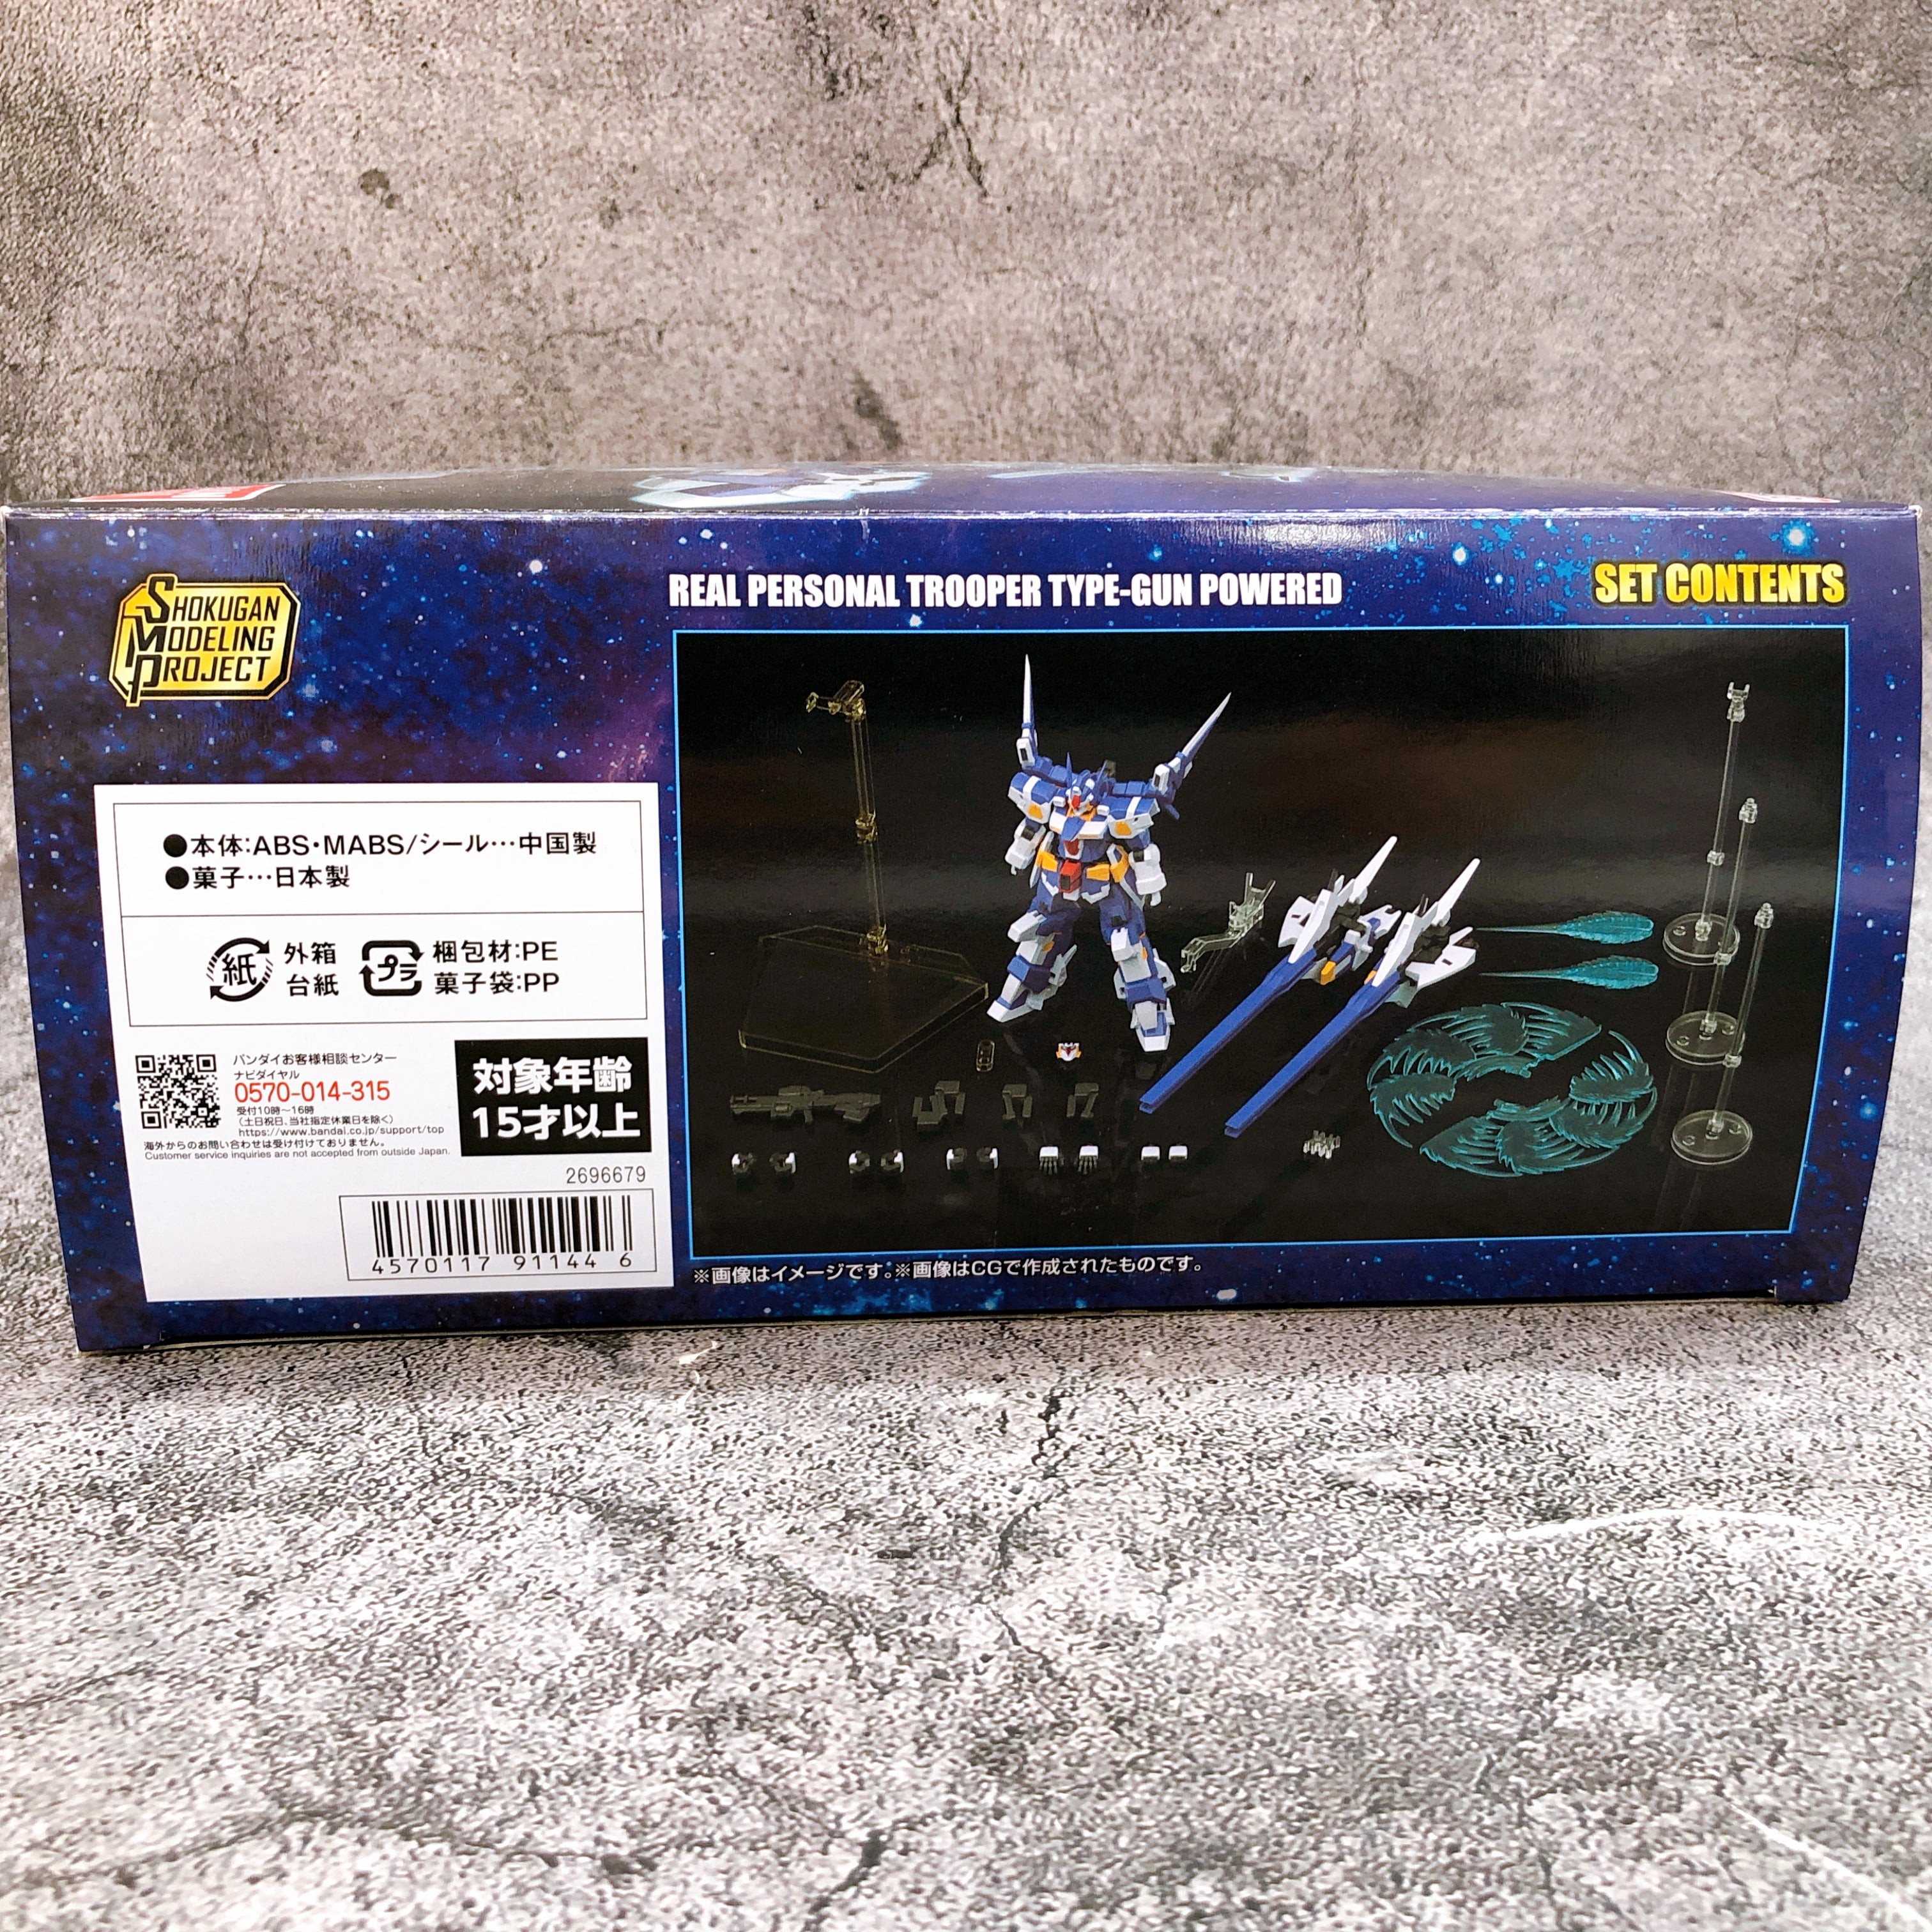 SHOKUGAN
MODELING
PROJECT
REAL PERSONAL TROOPER TYPE-GUN POWERED
SET CONTENTS
●本体:ABS・MABS/シール…中国製
●菓子…日本製
紙
外箱
台紙
プラ
梱包材:PE
菓子袋:PP
バンダイお客様相談センター
ナビダイヤル
0570-014-315
受付10時〜16時
(土日祝日、当社指定休業日を除く)
https://www.bandai.co.jp/support/top
海外からのお問い合わせは受け付けておりません。
Customer service inquiries are not accepted from outside Japan.
対象年齢
15才以上
2696679
4570117 91144 6
※画像はイメージです。※画像はCGで作成されたものです。